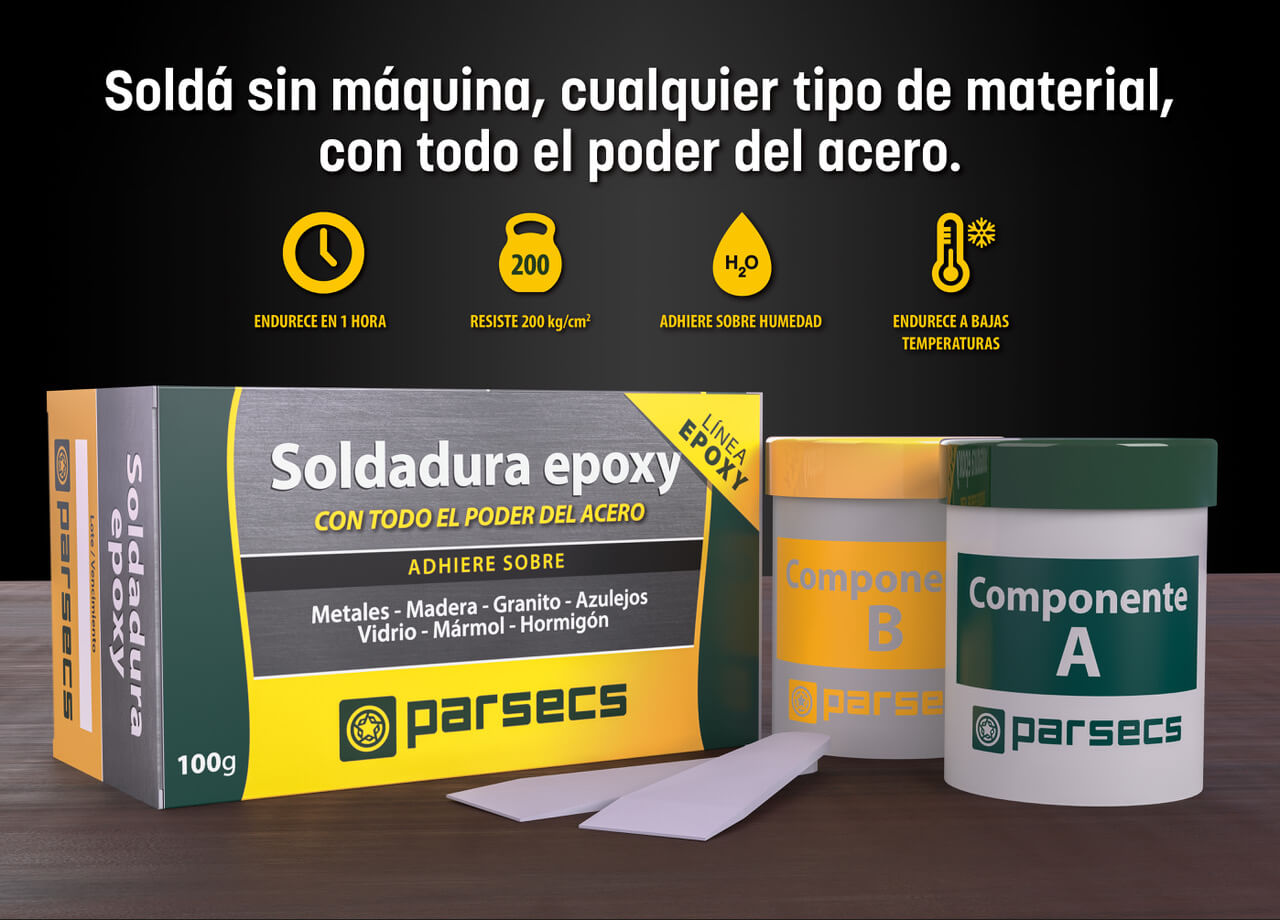 Soldá sin máquina, cualquier tipo de material,
con todo el poder del acero.
200
H₂O
ENDURECE EN 1 HORA
RESISTE 200 kg/cm²
ADHIERE SOBRE HUMEDAD
ENDURECE A BAJAS
TEMPERATURAS
parsecs
Lote / Vencimiento
Soldadura
epoxy
LÍNEA
EPOXY
Soldadura epoxy
CON TODO EL PODER DEL ACERO
ADHIERE SOBRE
Metales - Madera - Granito - Azulejos
Vidrio - Mármol - Hormigón
parsecs
100g
Compone
B
parsec
Componente
A
parsecs